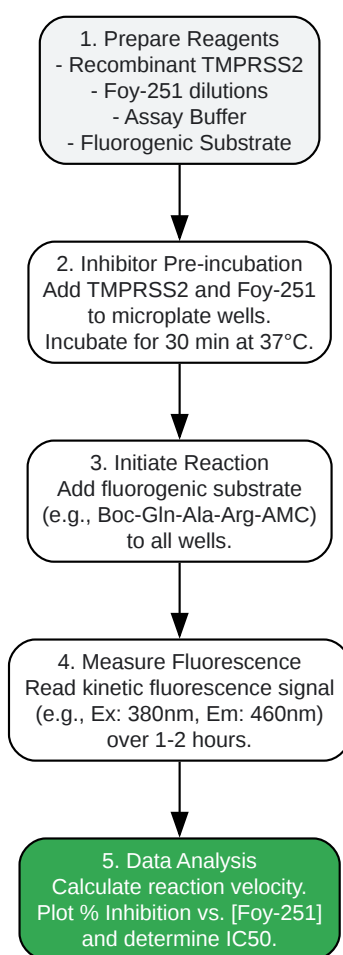 1. Prepare Reagents
- Recombinant TMPRSS2
- Foy-251 dilutions
- Assay Buffer
- Fluorogenic Substrate
2. Inhibitor Pre-incubation
Add TMPRSS2 and Foy-251
to microplate wells.
Incubate for 30 min at 37°C.
3. Initiate Reaction
Add fluorogenic substrate
(e.g., Boc-Gln-Ala-Arg-AMC)
to all wells.
4. Measure Fluorescence
Read kinetic fluorescence signal
(e.g., Ex: 380nm, Em: 460nm)
over 1-2 hours.
5. Data Analysis
Calculate reaction velocity.
Plot % Inhibition vs. [Foy-251]
and determine IC50.